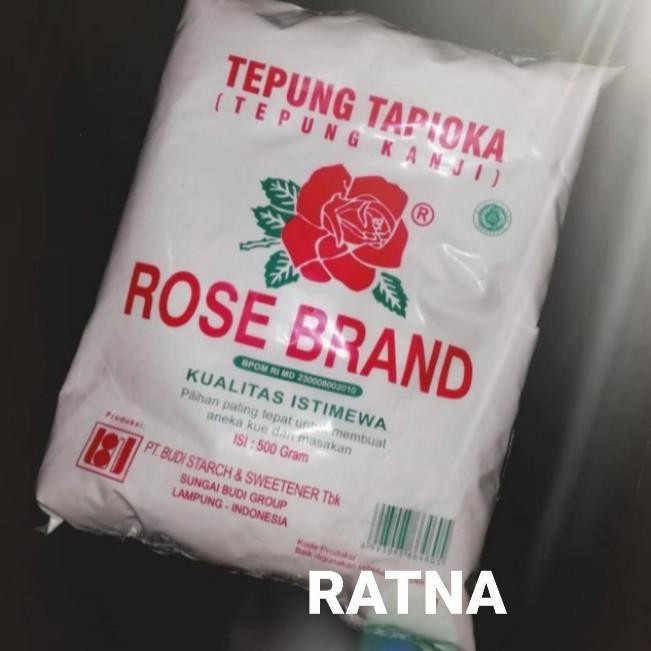 TEPUNG TAPIOKA
(TEPUNG KANJI)
®
ROSE BRAND
BPOM RI MD 230008002010
KUALITAS ISTIMEWA
Pilihan paling tepat untuk membuat
aneka kue dan masakan
ISI : 500 Gram
Produksi:
PT. BUDI STARCH & SWEETENER Tbk
SUNGAI BUDI GROUP
LAMPUNG - INDONESIA
Kode Produksi
Baik digunakan
RATNA